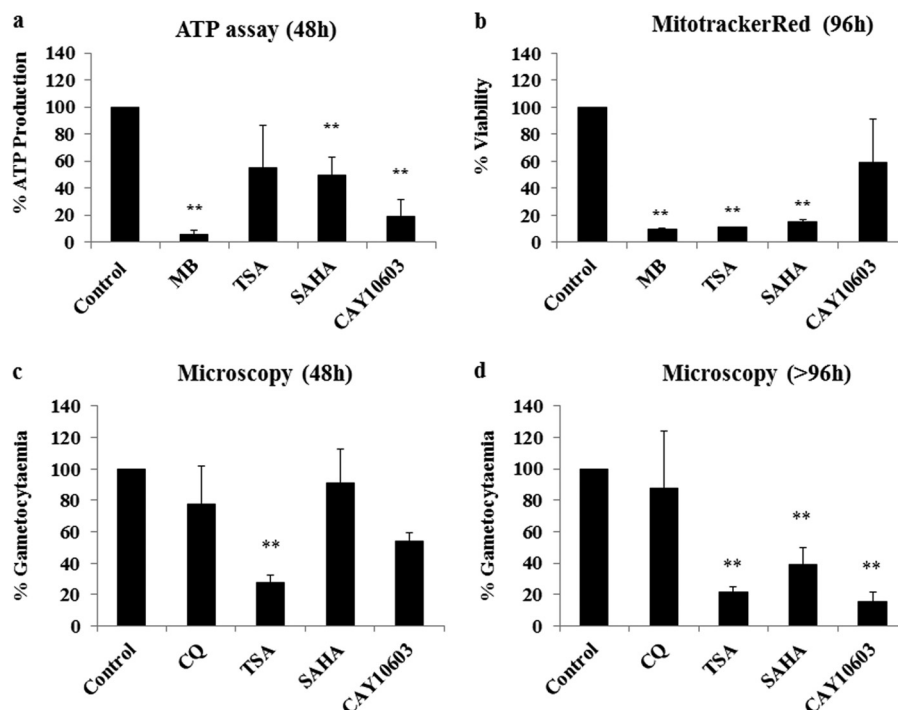 a
ATP assay (48h)
% ATP Production
140
120
100
80
60
40
20
0
**
**
**
Control
MB
TSA
SAHA
CAY10603
b
MitotrackerRed (96h)
% Viability
140
120
100
80
60
40
20
0
**
**
**
Control
MB
TSA
SAHA
CAY10603
c
Microscopy (48h)
% Gametocytaemia
140
120
100
80
60
40
20
0
**
Control
CQ
TSA
SAHA
CAY10603
d
Microscopy (>96h)
% Gametocytaemia
140
120
100
80
60
40
20
0
**
**
**
Control
CQ
TSA
SAHA
CAY10603